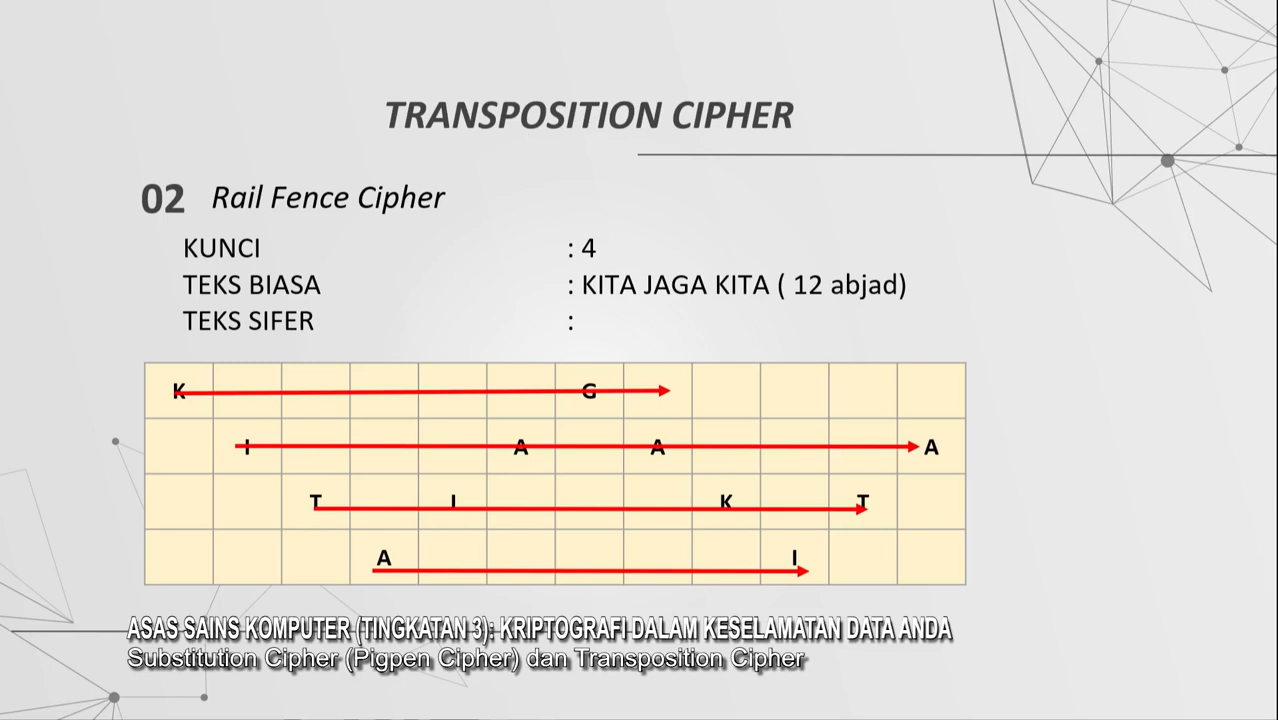 TRANSPOSITION CIPHER
02 Rail Fence Cipher
KUNCI : 4
TEKS BIASA : KITA JAGA KITA ( 12 abjad)
TEKS SIFER :
K G
I A A A
T I K T
A I
ASAS SAINS KOMPUTER (TINGKATAN 3): KRIPTOGRAFI DALAM KESELAMATAN DATA ANDA
Substitution Cipher (Pigpen Cipher) dan Transposition Cipher